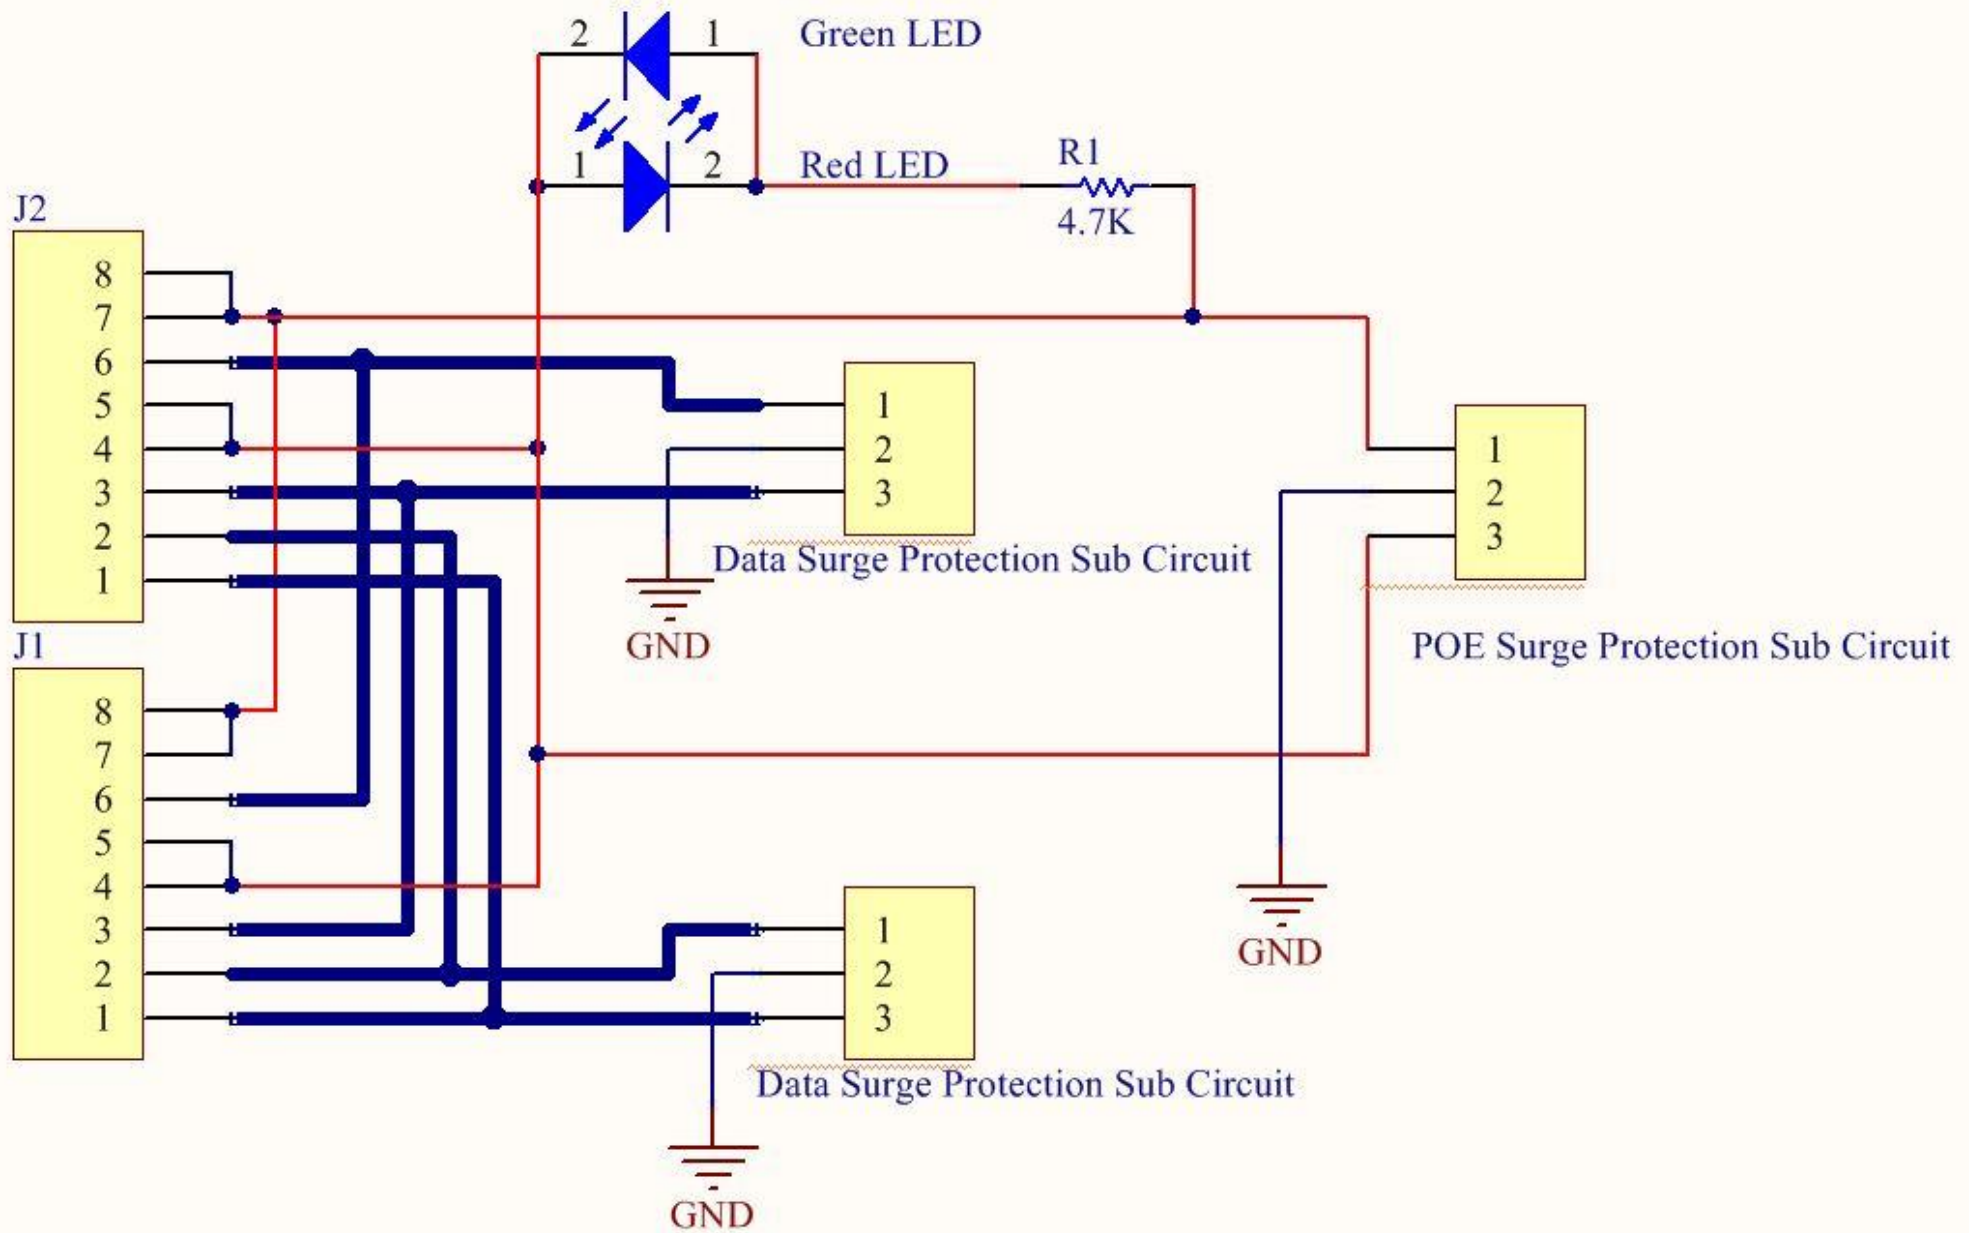 2 1 Green LED
1 2 Red LED R1
4.7K
J2
8
7
6
5
4
3
2
1
1
2
3
Data Surge Protection Sub Circuit
GND
1
2
3
POE Surge Protection Sub Circuit
GND
J1
8
7
6
5
4
3
2
1
1
2
3
Data Surge Protection Sub Circuit
GND